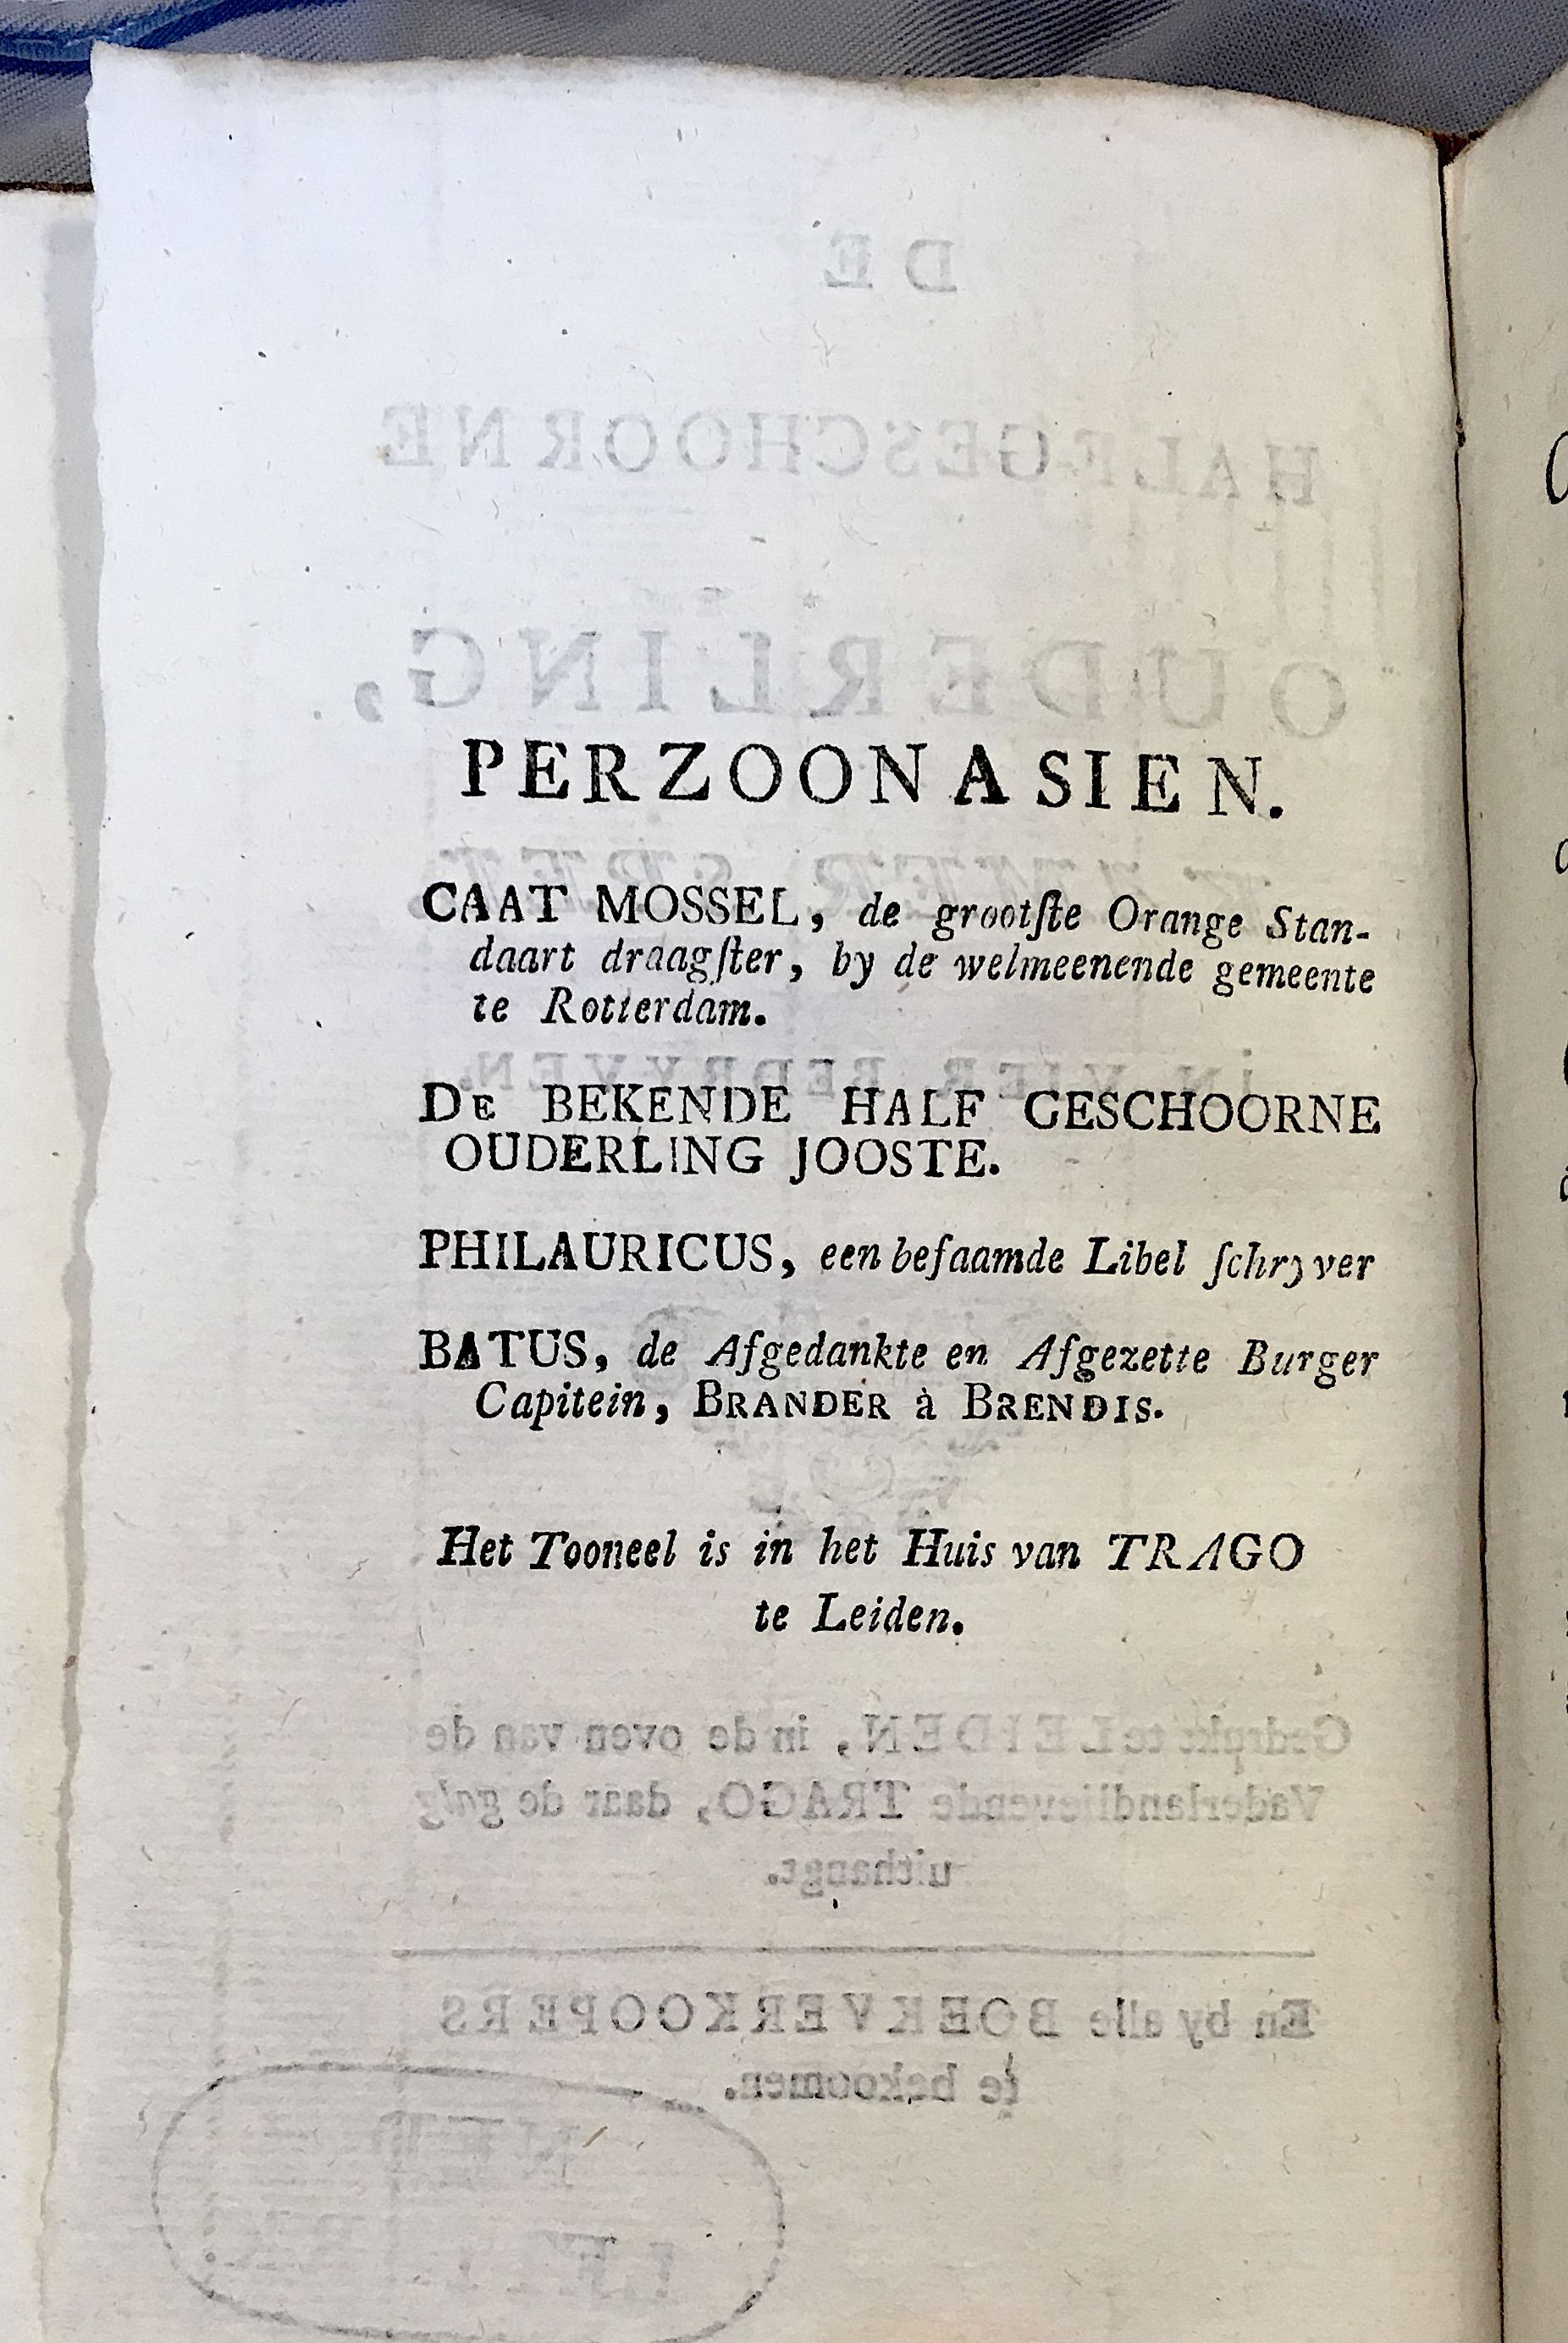 PERZOONASIEN.
CAAT MOSSEL, de grootſte Orange Stan-
daart draagſter, by de welmeenende gemeente
te Rotterdam.
DE BEKENDE HALF GESCHOORNE
OUDERLING JOOSTE.
PHILAURICUS, een befaamde Libel ſchryver
BATUS, de Afgedankte en Afgezette Burger
Capitein, BRANDER à BRENDIS.
Het Tooneel is in het Huis van TRAGO
te Leiden.